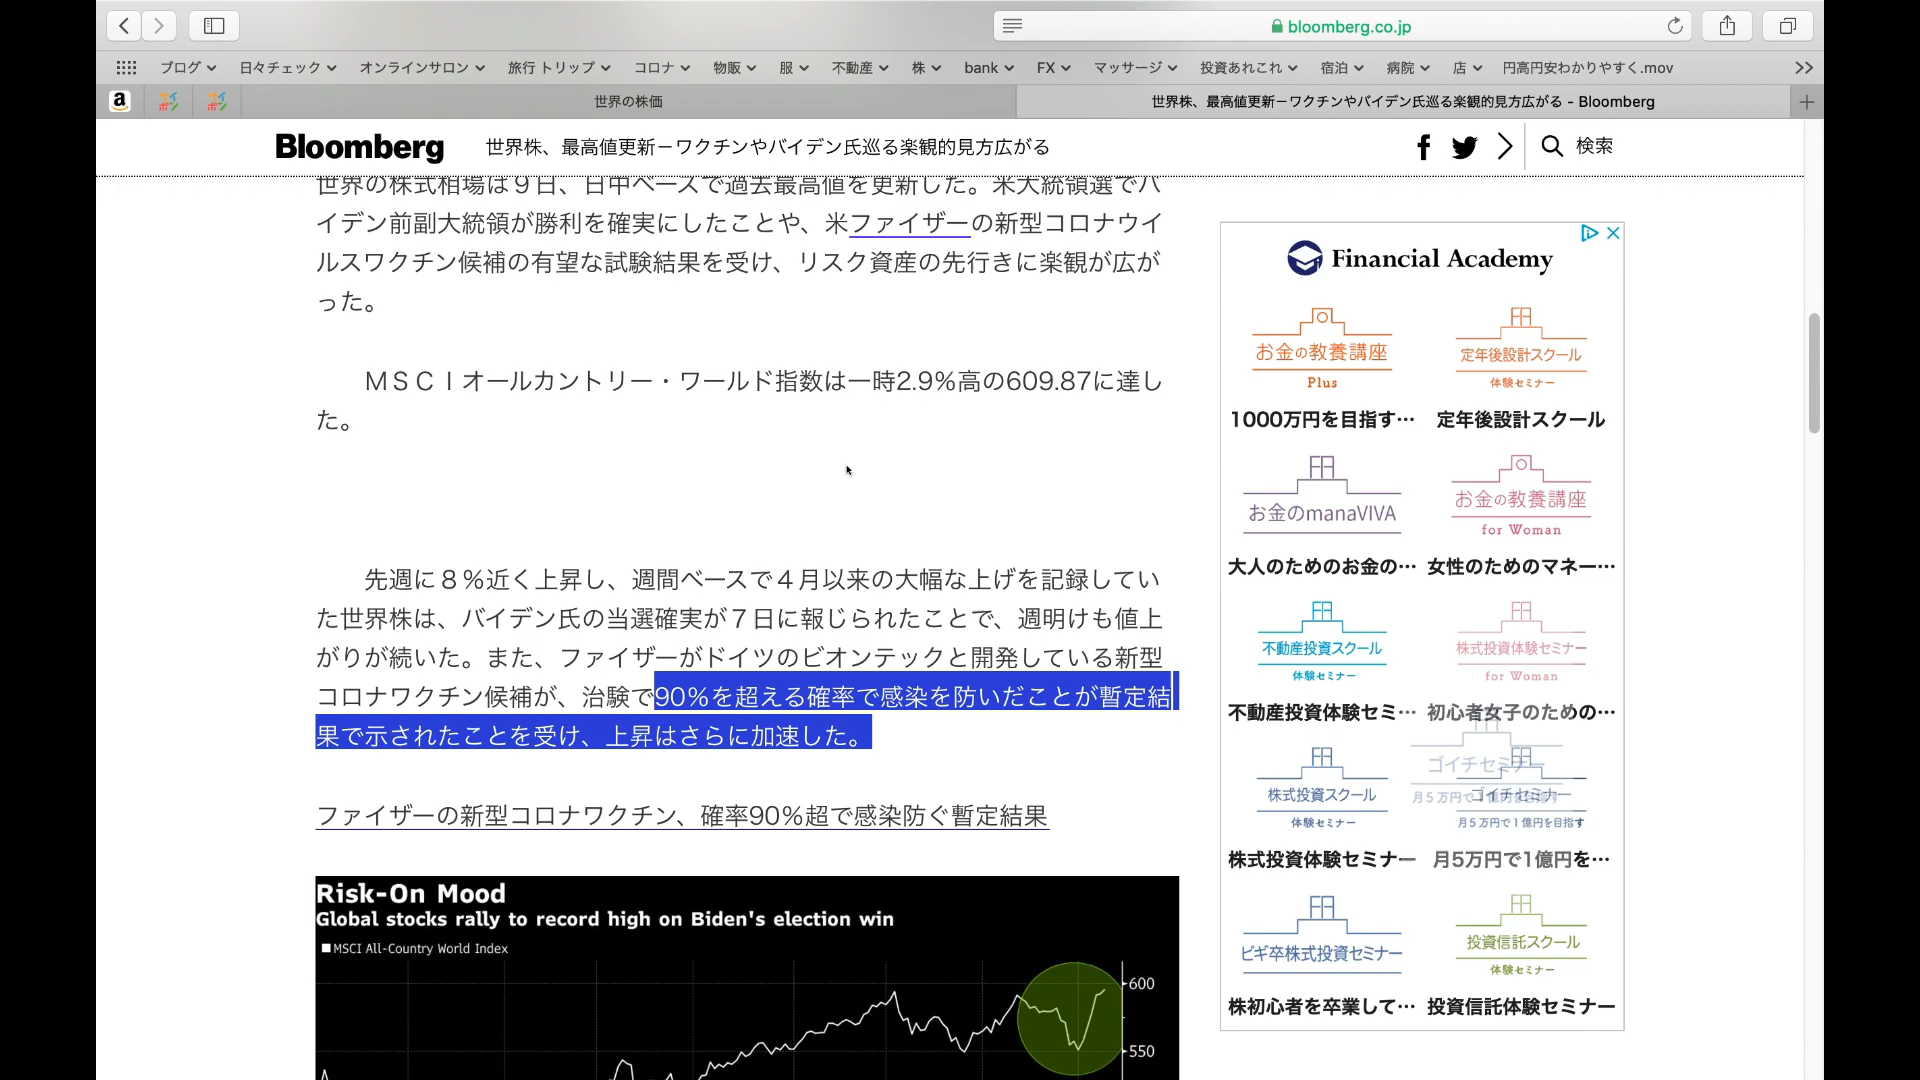 bloomberg.co.jp
ブログ 日々チェック オンラインサロン 旅行 トリップ コロナ 物販 服 不動産 株 bank FX マッサージ 投資あれこれ 宿泊 病院 店 円高円安わかりやすく.mov
世界の株価
世界株、最高値更新－ワクチンやバイデン氏巡る楽観的見方広がる - Bloomberg
Bloomberg 世界株、最高値更新－ワクチンやバイデン氏巡る楽観的見方広がる 検索
世界の株式相場は９日、日中ベースで過去最高値を更新した。米大統領選でバ
イデン前副大統領が勝利を確実にしたことや、米ファイザーの新型コロナウイ
ルスワクチン候補の有望な試験結果を受け、リスク資産の先行きに楽観が広が
った。
ＭＳＣＩオールカントリー・ワールド指数は一時2.9％高の609.87に達し
た。
先週に８％近く上昇し、週間ベースで４月以来の大幅な上げを記録してい
た世界株は、バイデン氏の当選確実が７日に報じられたことで、週明けも値上
がりが続いた。また、ファイザーがドイツのビオンテックと開発している新型
コロナワクチン候補が、治験で90％を超える確率で感染を防いだことが暫定結
果で示されたことを受け、上昇はさらに加速した。
ファイザーの新型コロナワクチン、確率90％超で感染防ぐ暫定結果
Risk-On Mood
Global stocks rally to record high on Biden's election win
MSCI All-Country World Index
600
550
Financial Academy
お金の教養講座
Plus
1000万円を目指す…
定年後設計スクール
体験セミナー
定年後設計スクール
お金のmanaVIVA
大人のためのお金の…
お金の教養講座
for Woman
女性のためのマネー…
不動産投資スクール
体験セミナー
不動産投資体験セミ…
株式投資体験セミナー
for Woman
初心者女子のための…
株式投資スクール
体験セミナー
株式投資体験セミナー
ゴイチセミナー
月5万円で1億円を目指す
月5万円で1億円を…
ビギ卒株式投資セミナー
株初心者を卒業して…
投資信託スクール
体験セミナー
投資信託体験セミナー